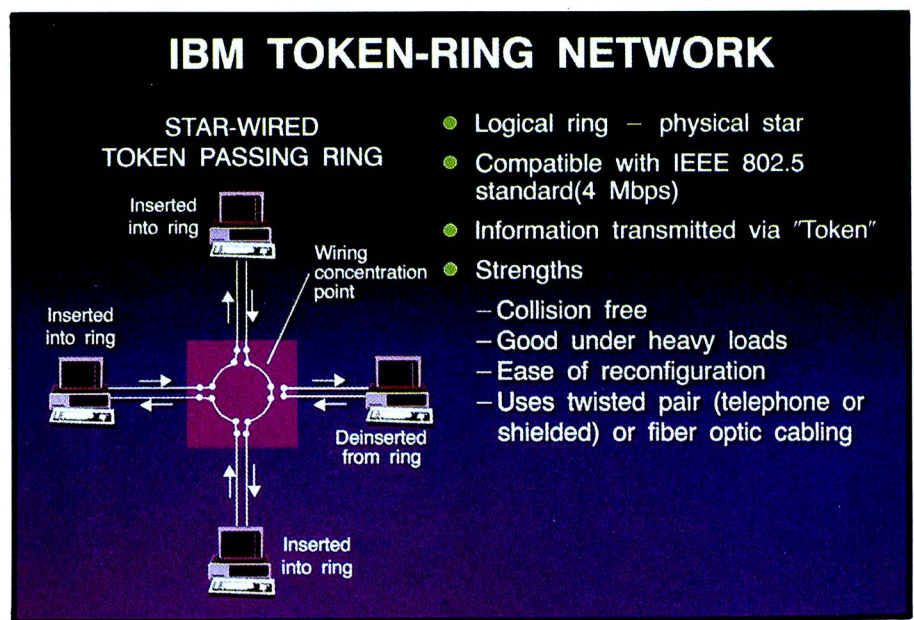 IBM TOKEN-RING NETWORK
STAR-WIRED
TOKEN PASSING RING
Inserted
into ring
Wiring
concentration
point
Inserted
into ring
Deinserted
from ring
Inserted
into ring
Logical ring – physical star
Compatible with IEEE 802.5
standard(4 Mbps)
Information transmitted via "Token"
Strengths
– Collision free
– Good under heavy loads
– Ease of reconfiguration
– Uses twisted pair (telephone or
shielded) or fiber optic cabling